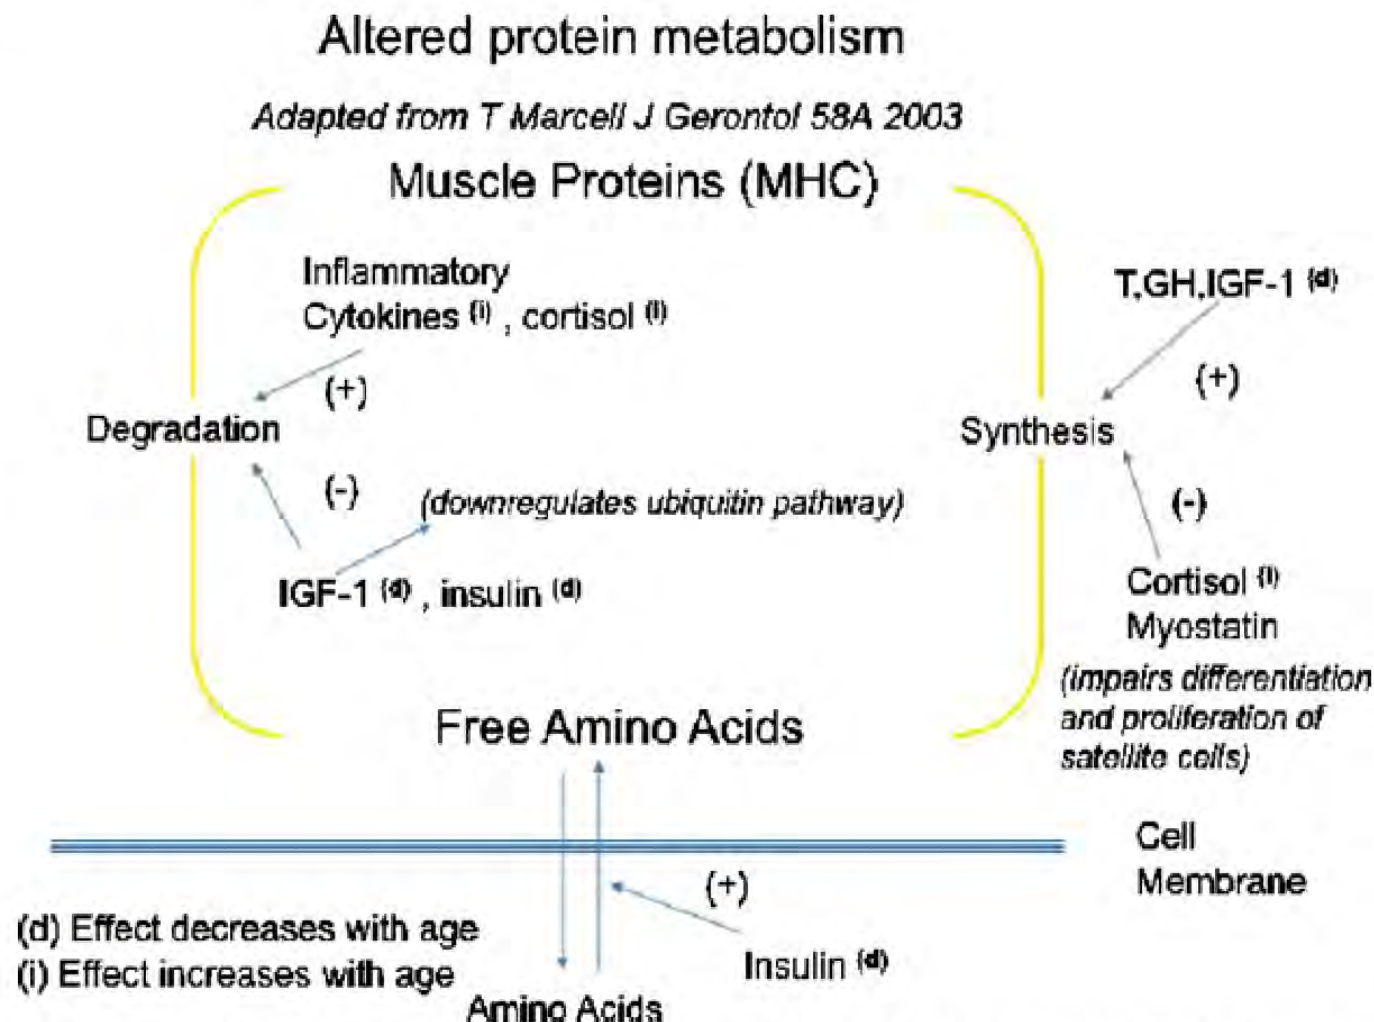 Altered protein metabolism
Adapted from T Marcell J Gerontol 58A 2003
Muscle Proteins (MHC)
Inflammatory
Cytokines (i) , cortisol (i)
(+)
Degradation
(-)
(downregulates ubiquitin pathway)
IGF-1 (d) , insulin (d)
T,GH,IGF-1 (d)
(+)
Synthesis
(-)
Cortisol (i)
Myostatin
(impairs differentiation
and proliferation of
satellite cells)
Free Amino Acids
Cell
Membrane
(+)
Insulin (d)
(d) Effect decreases with age
(i) Effect increases with age
Amino Acids